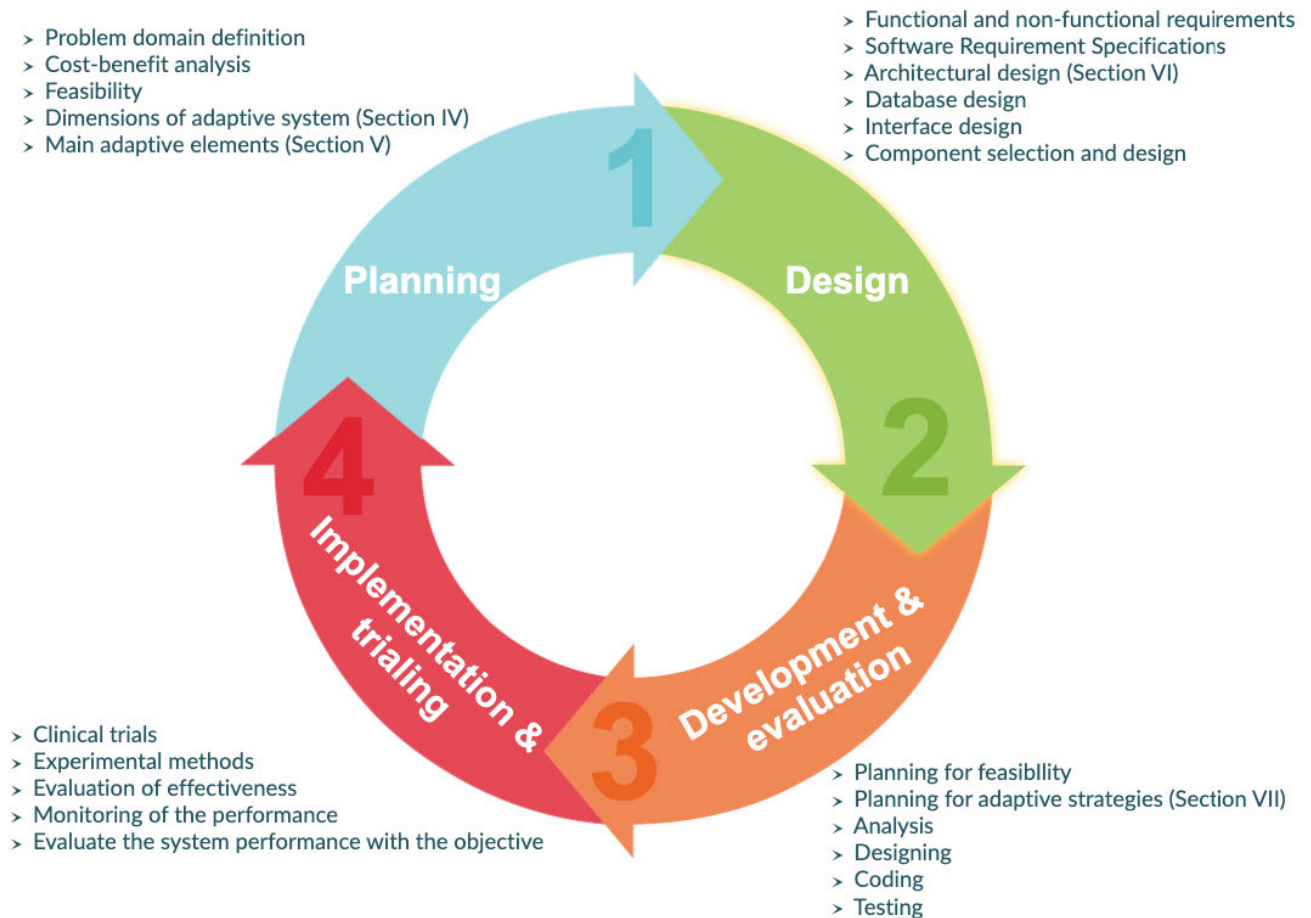 ➢ Problem domain definition
➢ Cost-benefit analysis
➢ Feasibility
➢ Dimensions of adaptive system (Section IV)
➢ Main adaptive elements (Section V)
➢ Functional and non-functional requirements
➢ Software Requirement Specifications
➢ Architectural design (Section VI)
➢ Database design
➢ Interface design
➢ Component selection and design
1
Planning
Design
2
4
Implementation &
trialing
3
Development &
evaluation
➢ Clinical trials
➢ Experimental methods
➢ Evaluation of effectiveness
➢ Monitoring of the performance
➢ Evaluate the system performance with the objective
➢ Planning for feasibllity
➢ Planning for adaptive strategies (Section VII)
➢ Analysis
➢ Designing
➢ Coding
➢ Testing